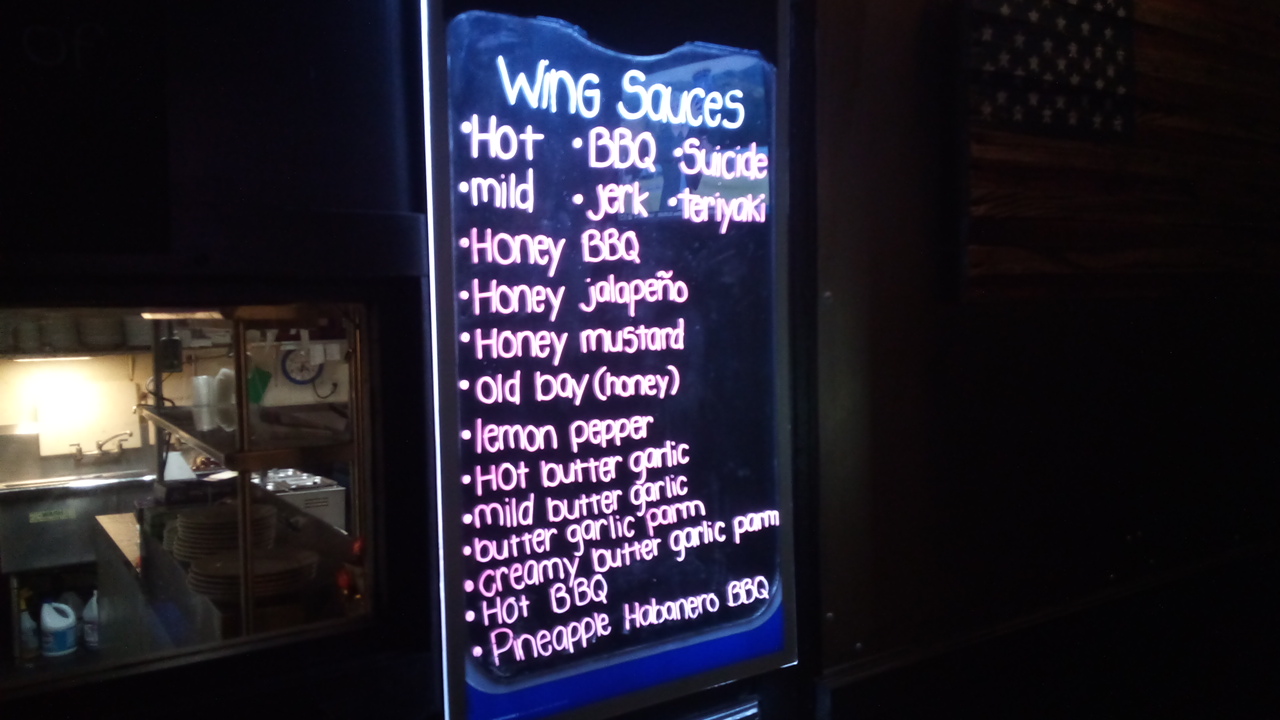 Wing Sauces
•Hot •BBQ •Suicide
•mild •jerk •teriyaki
•Honey BBQ
•Honey jalapeño
•Honey mustard
•old bay (honey)
•lemon pepper
•Hot butter garlic
•mild butter garlic
•butter garlic parm
•creamy butter garlic parm
•Hot BBQ
•Pineapple Habanero BBQ